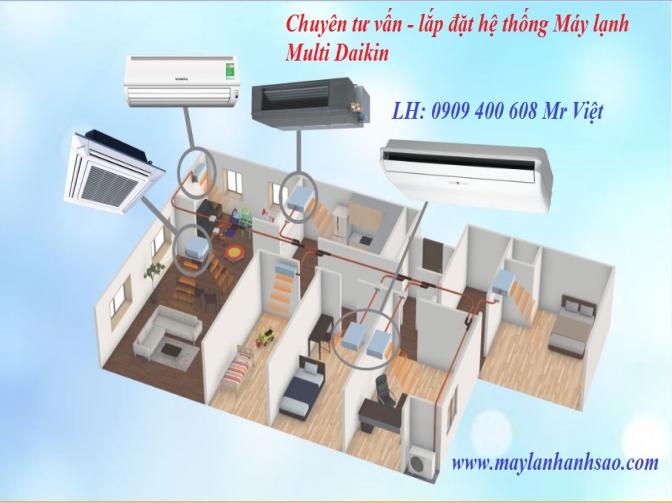 Chuyên tư vấn - lắp đặt hệ thống Máy lạnh
Multi Daikin
LH: 0909 400 608 Mr Việt
www.maylanhanhsao.com